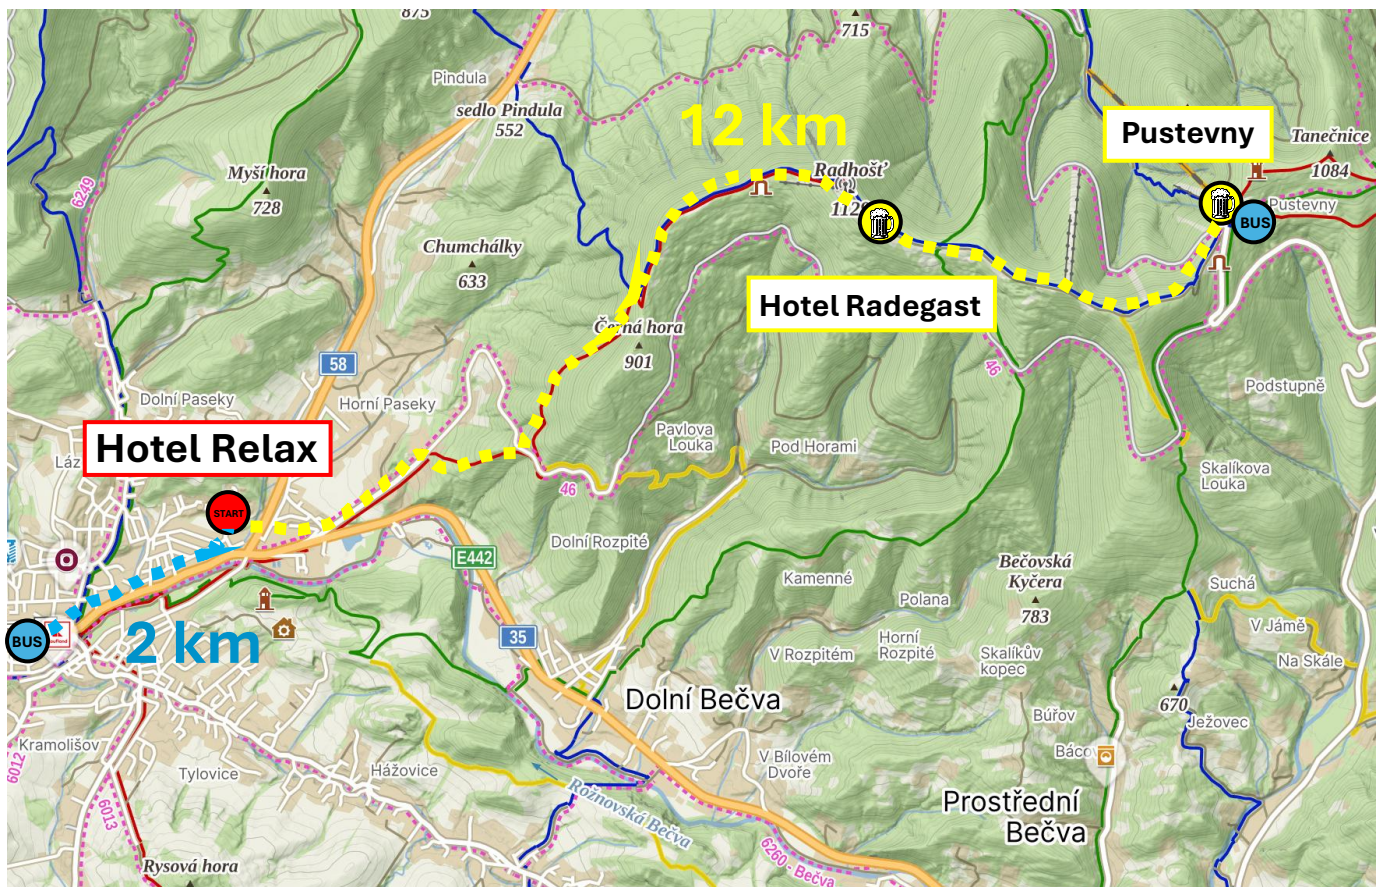 875
715
Pindula
sedlo Pindula
552
12 km
Pustevny
Tanečnice
1084
Myší hora
728
6249
Radhošť
Pustevny
BUS
Chumchálky
633
Hotel Radegast
Černá hora
901
58
46
Podstupně
Dolní Paseky
Horní Paseky
Hotel Relax
Pavlova
Louka
Pod Horami
Skalíkova
Louka
46
START
Dolní Rozpité
E442
Bečovská
Kyčera
783
Kamenné
Polana
Suchá
V Jámě
Na Skále
BUS
2 km
35
Horní
Rozpité
V Rozpitém
Skalíkův
kopec
Dolní Bečva
670
Ježovec
Búřov
Kramolišov
6012
Tylovice
Hážovice
V Bílovém
Dvoře
Rožnovská Bečva
6013
Prostřední
Bečva
6260 - Bečva
Rysová hora